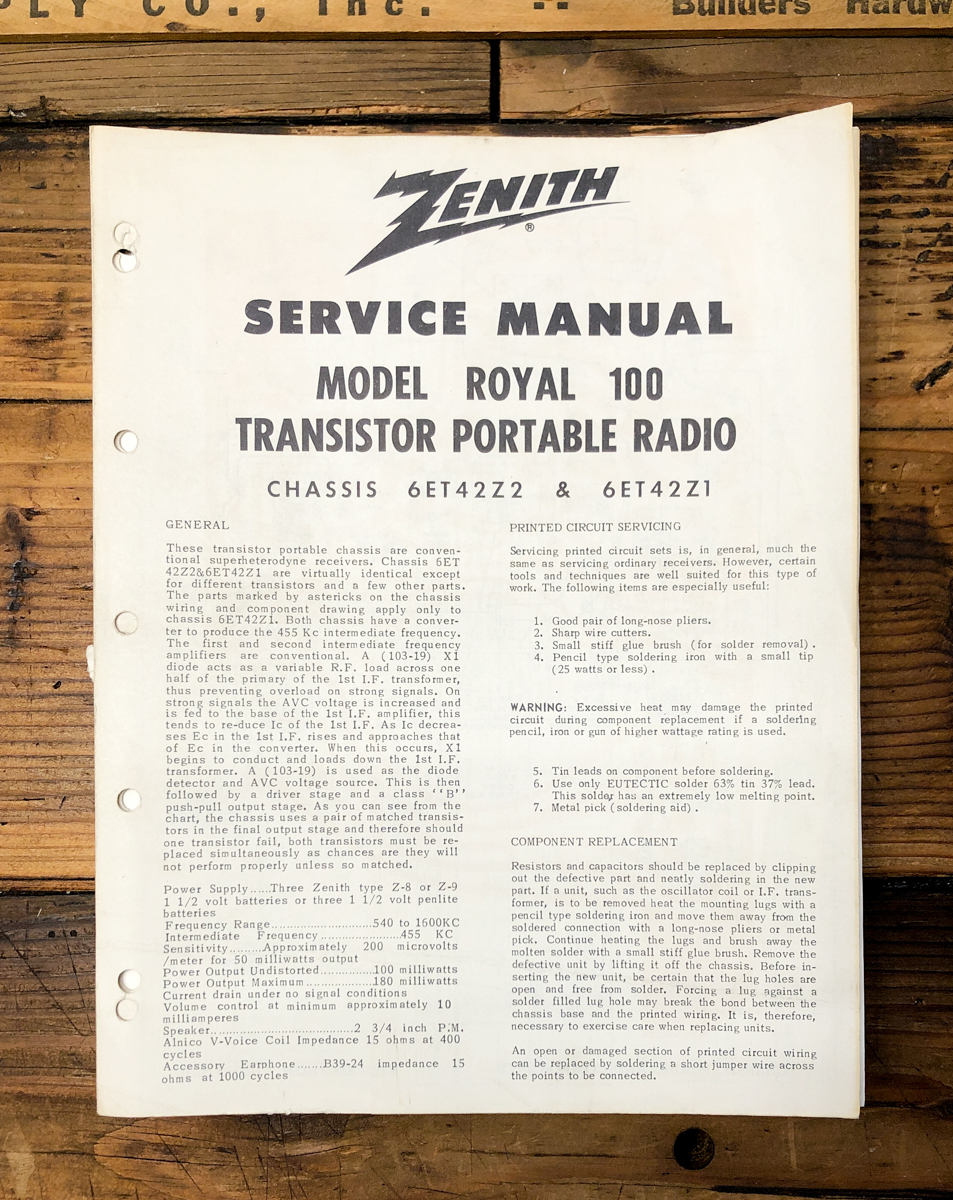 PLY CO., Inc. -- Builders Hardw
ZENITH
®
SERVICE MANUAL
MODEL ROYAL 100
TRANSISTOR PORTABLE RADIO
CHASSIS 6ET42Z2 & 6ET42Z1
GENERAL
These transistor portable chassis are conven-
tional superheterodyne receivers. Chassis 6ET
42Z2&6ET42Z1 are virtually identical except
for different transistors and a few other parts.
The parts marked by astericks on the chassis
wiring and component drawing apply only to
chassis 6ET42Z1. Both chassis have a conver-
ter to produce the 455 Kc intermediate frequency.
The first and second intermediate frequency
amplifiers are conventional. A (103-19) X1
diode acts as a variable R.F. load across one
half of the primary of the 1st I.F. transformer,
thus preventing overload on strong signals. On
strong signals the AVC voltage is increased and
is fed to the base of the 1st I.F. amplifier, this
tends to re-duce Ic of the 1st I.F. As Ic decrea-
ses Ec in the 1st I.F. rises and approaches that
of Ec in the converter. When this occurs, X1
begins to conduct and loads down the 1st I.F.
transformer. A (103-19) is used as the diode
detector and AVC voltage source. This is then
followed by a driver stage and a class ''B''
push-pull output stage. As you can see from the
chart, the chassis uses a pair of matched transis-
tors in the final output stage and therefore should
one transistor fail, both transistors must be re-
placed simultaneously as chances are they will
not perform properly unless so matched.
Power Supply......Three Zenith type Z-8 or Z-9
1 1/2 volt batteries or three 1 1/2 volt penlite
batteries
Frequency Range.............................540 to 1600KC
Intermediate Frequency........................455 KC
Sensitivity.........Approximately 200 microvolts
/meter for 50 milliwatts output
Power Output Undistorted................100 milliwatts
Power Output Maximum....................180 milliwatts
Current drain under no signal conditions
Volume control at minimum approximately 10
milliamperes
Speaker.........................................2 3/4 inch P.M.
Alnico V-Voice Coil Impedance 15 ohms at 400
cycles
Accessory Earphone.......B39-24 impedance 15
ohms at 1000 cycles
PRINTED CIRCUIT SERVICING
Servicing printed circuit sets is, in general, much the
same as servicing ordinary receivers. However, certain
tools and techniques are well suited for this type of
work. The following items are especially useful:
1. Good pair of long-nose pliers.
2. Sharp wire cutters.
3. Small stiff glue brush (for solder removal).
4. Pencil type soldering iron with a small tip
(25 watts or less).
WARNING: Excessive heat may damage the printed
circuit during component replacement if a soldering
pencil, iron or gun of higher wattage rating is used.
5. Tin leads on component before soldering.
6. Use only EUTECTIC solder 63% tin 37% lead.
This solder has an extremely low melting point.
7. Metal pick (soldering aid).
COMPONENT REPLACEMENT
Resistors and capacitors should be replaced by clipping
out the defective part and neatly soldering in the new
part. If a unit, such as the oscillator coil or I.F. trans-
former, is to be removed heat the mounting lugs with a
pencil type soldering iron and move them away from the
soldered connection with a long-nose pliers or metal
pick. Continue heating the lugs and brush away the
molten solder with a small stiff glue brush. Remove the
defective unit by lifting it off the chassis. Before in-
serting the new unit, be certain that the lug holes are
open and free from solder. Forcing a lug against a
solder filled lug hole may break the bond between the
chassis base and the printed wiring. It is, therefore,
necessary to exercise care when replacing units.
An open or damaged section of printed circuit wiring
can be replaced by soldering a short jumper wire across
the points to be connected.